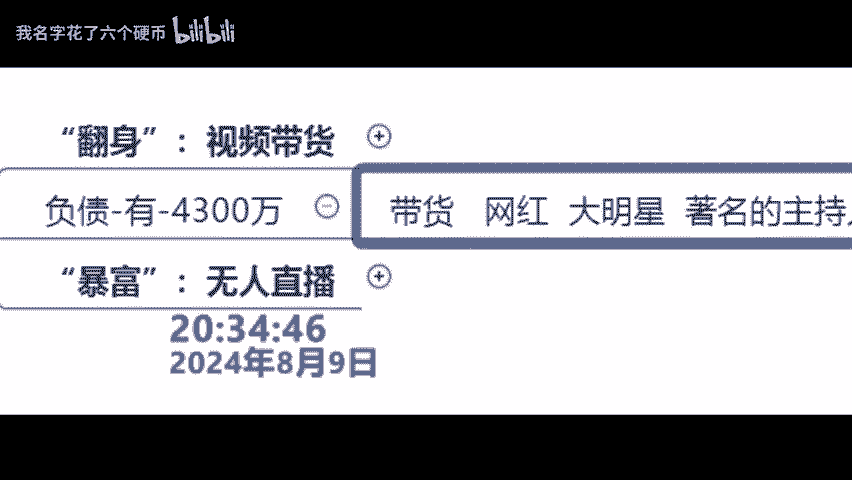 我名字花了六个硬币 bilibili
“翻身”：视频带货
负债-有-4300万
带货 网红 大明星 著名的主持
“暴富”：无人直播
20:34:46
2024年8月9日